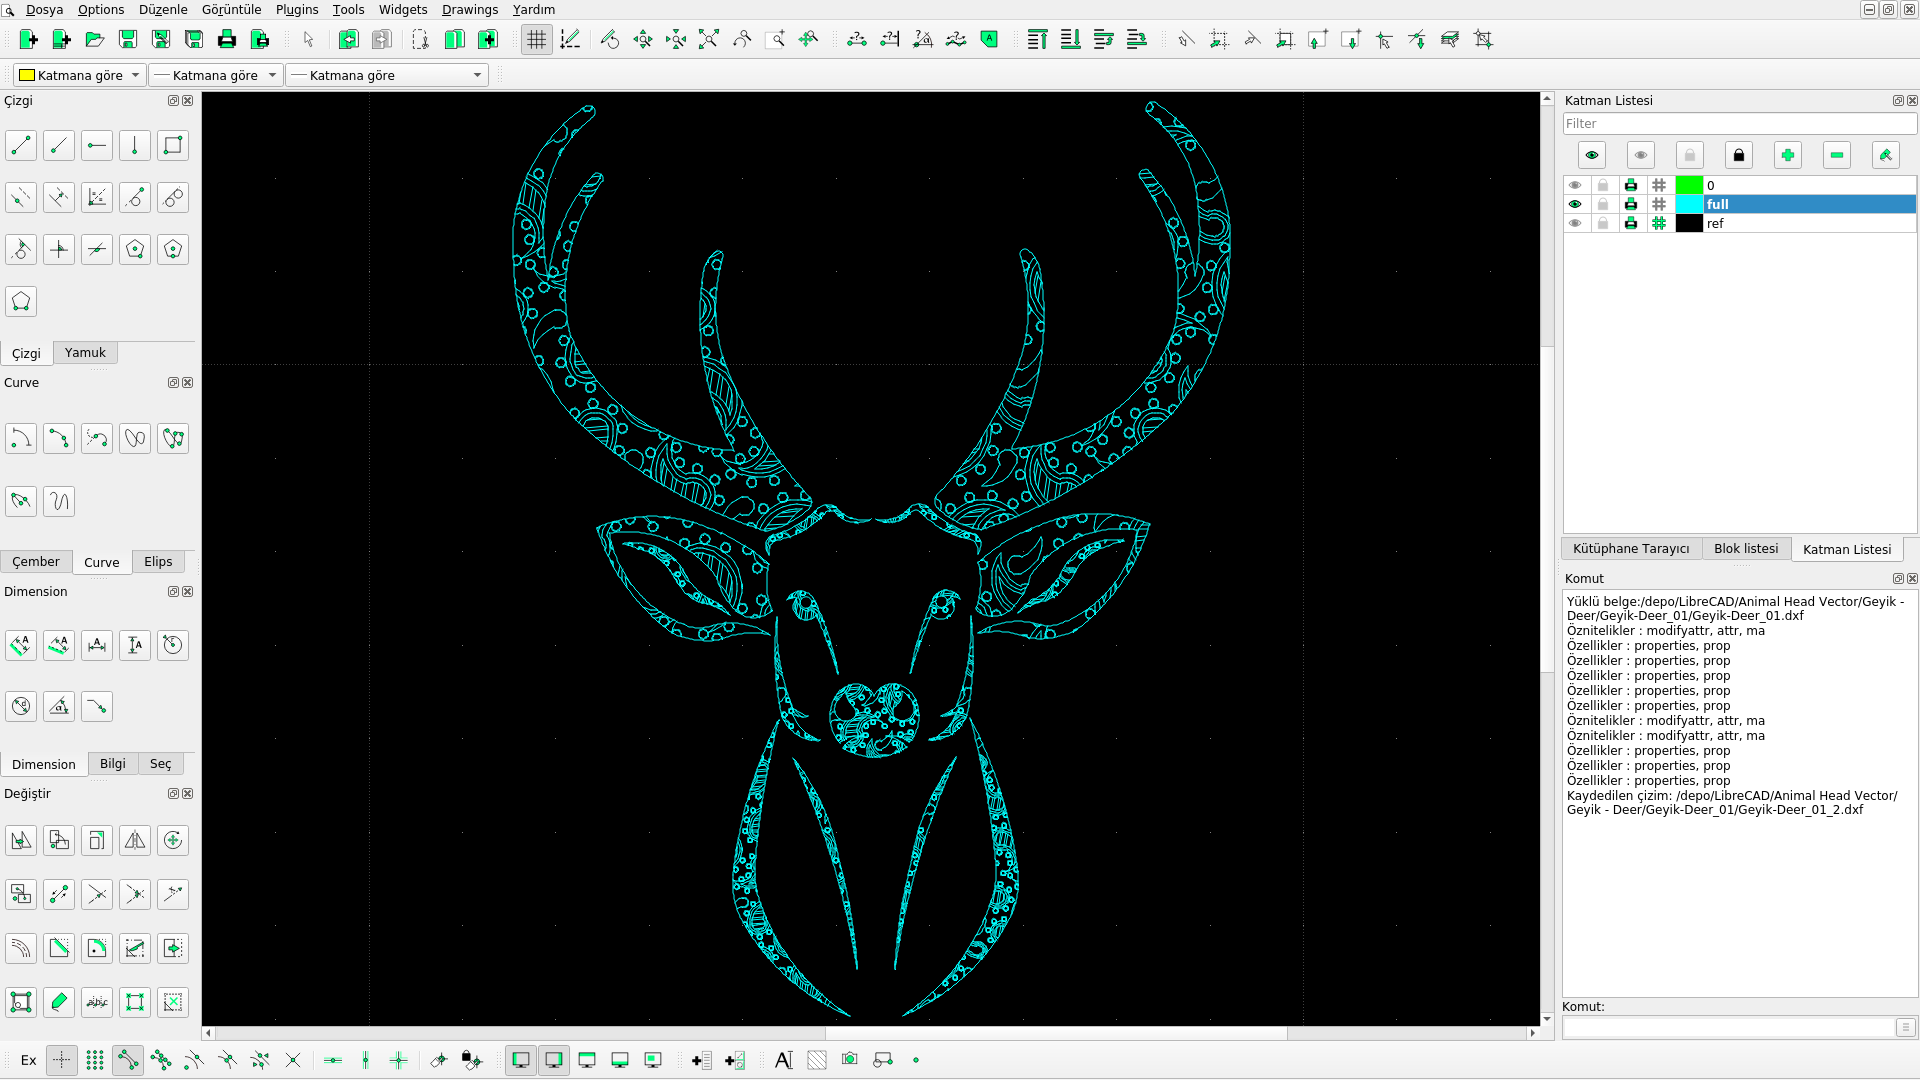 Dosya Options Düzenle Görüntüle Plugins Tools Widgets Drawings Yardım
Katmana göre Katmana göre Katmana göre
Çizgi
Çizgi Yamuk
Curve
Çember Curve Elips
Dimension
Dimension Bilgi Seç
Değiştir
Ex
Katman Listesi
Filter
0
full
ref
Kütüphane Tarayıcı Blok listesi Katman Listesi
Komut
Yüklü belge:/depo/LibreCAD/Animal Head Vector/Geyik -
Deer/Geyik-Deer_01/Geyik-Deer_01.dxf
Öznitelikler : modifyattr, attr, ma
Özellikler : properties, prop
Özellikler : properties, prop
Özellikler : properties, prop
Özellikler : properties, prop
Özellikler : properties, prop
Öznitelikler : modifyattr, attr, ma
Öznitelikler : modifyattr, attr, ma
Özellikler : properties, prop
Özellikler : properties, prop
Özellikler : properties, prop
Kaydedilen çizim: /depo/LibreCAD/Animal Head Vector/
Geyik - Deer/Geyik-Deer_01/Geyik-Deer_01_2.dxf
Komut: